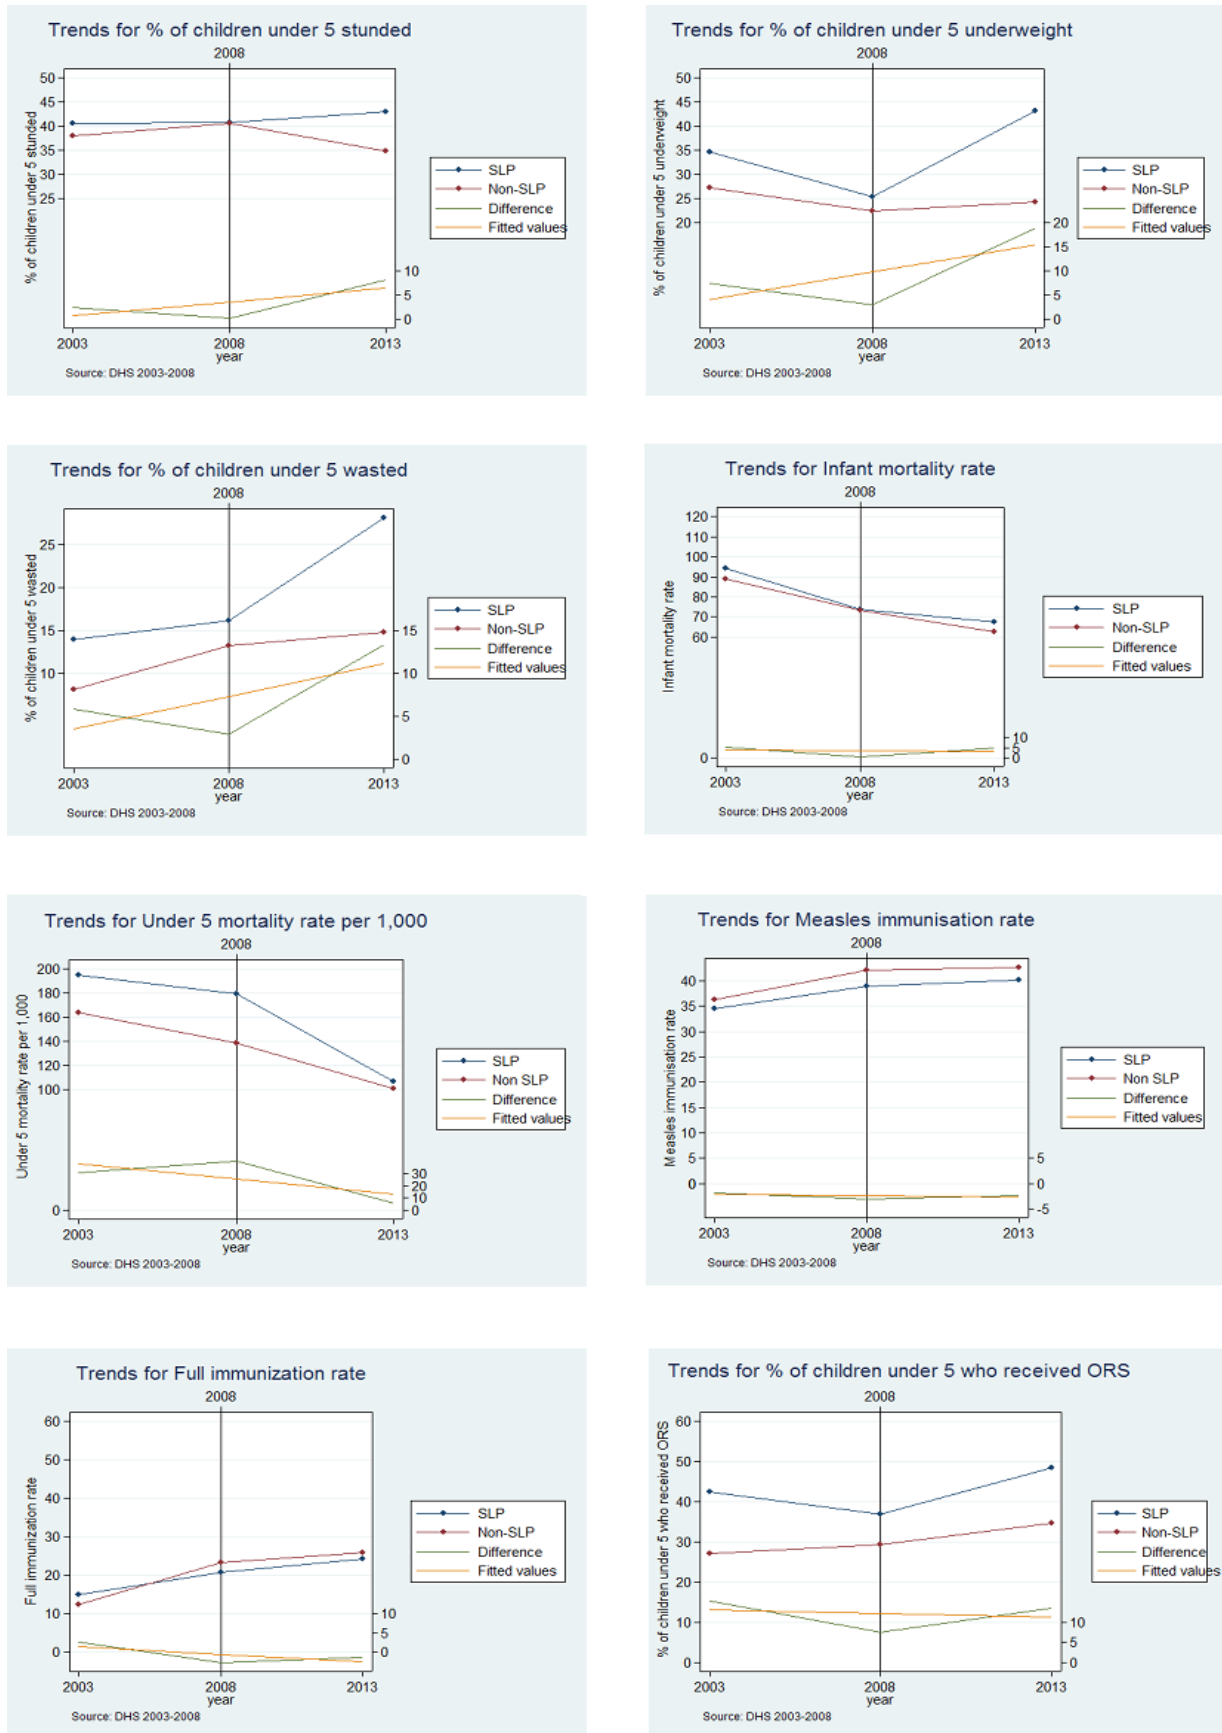 Trends for % of children under 5 stunded
2008
50
45
40
35
30
25
10
5
0
% of children under 5 stunded
2003 2008 2013
year
Source: DHS 2003-2008
SLP
Non-SLP
Difference
Fitted values
Trends for % of children under 5 underweight
2008
50
45
40
35
30
25
20
20
15
10
5
0
% of children under 5 underweight
2003 2008 2013
year
Source: DHS 2003-2008
SLP
Non-SLP
Difference
Fitted values
Trends for % of children under 5 wasted
2008
25
20
15
10
15
10
5
0
% of children under 5 wasted
2003 2008 2013
year
Source: DHS 2003-2008
SLP
Non-SLP
Difference
Fitted values
Trends for Infant mortality rate
2008
120
110
100
90
80
70
60
0
10
5
0
Infant mortality rate
2003 2008 2013
year
Source: DHS 2003-2008
SLP
Non-SLP
Difference
Fitted values
Trends for Under 5 mortality rate per 1,000
2008
200
180
160
140
120
100
0
30
20
10
0
Under 5 mortality rate per 1,000
2003 2008 2013
year
Source: DHS 2003-2008
SLP
Non SLP
Difference
Fitted values
Trends for Measles immunisation rate
2008
40
35
30
25
20
15
10
5
0
5
0
-5
Measles immunisation rate
2003 2008 2013
year
Source: DHS 2003-2008
SLP
Non SLP
Difference
Fitted values
Trends for Full immunization rate
2008
60
50
40
30
20
10
0
10
5
0
Full immunization rate
2003 2008 2013
year
Source: DHS 2003-2008
SLP
Non-SLP
Difference
Fitted values
Trends for % of children under 5 who received ORS
2008
60
50
40
30
20
10
0
10
5
0
% of children under 5 who received ORS
2003 2008 2013
year
Source: DHS 2003-2008
SLP
Non-SLP
Difference
Fitted values